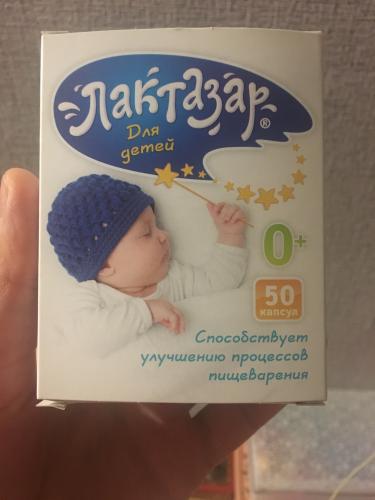 Лактазар®
Для
детей
0+
50
капсул
Способствует
улучшению процессов
пищеварения